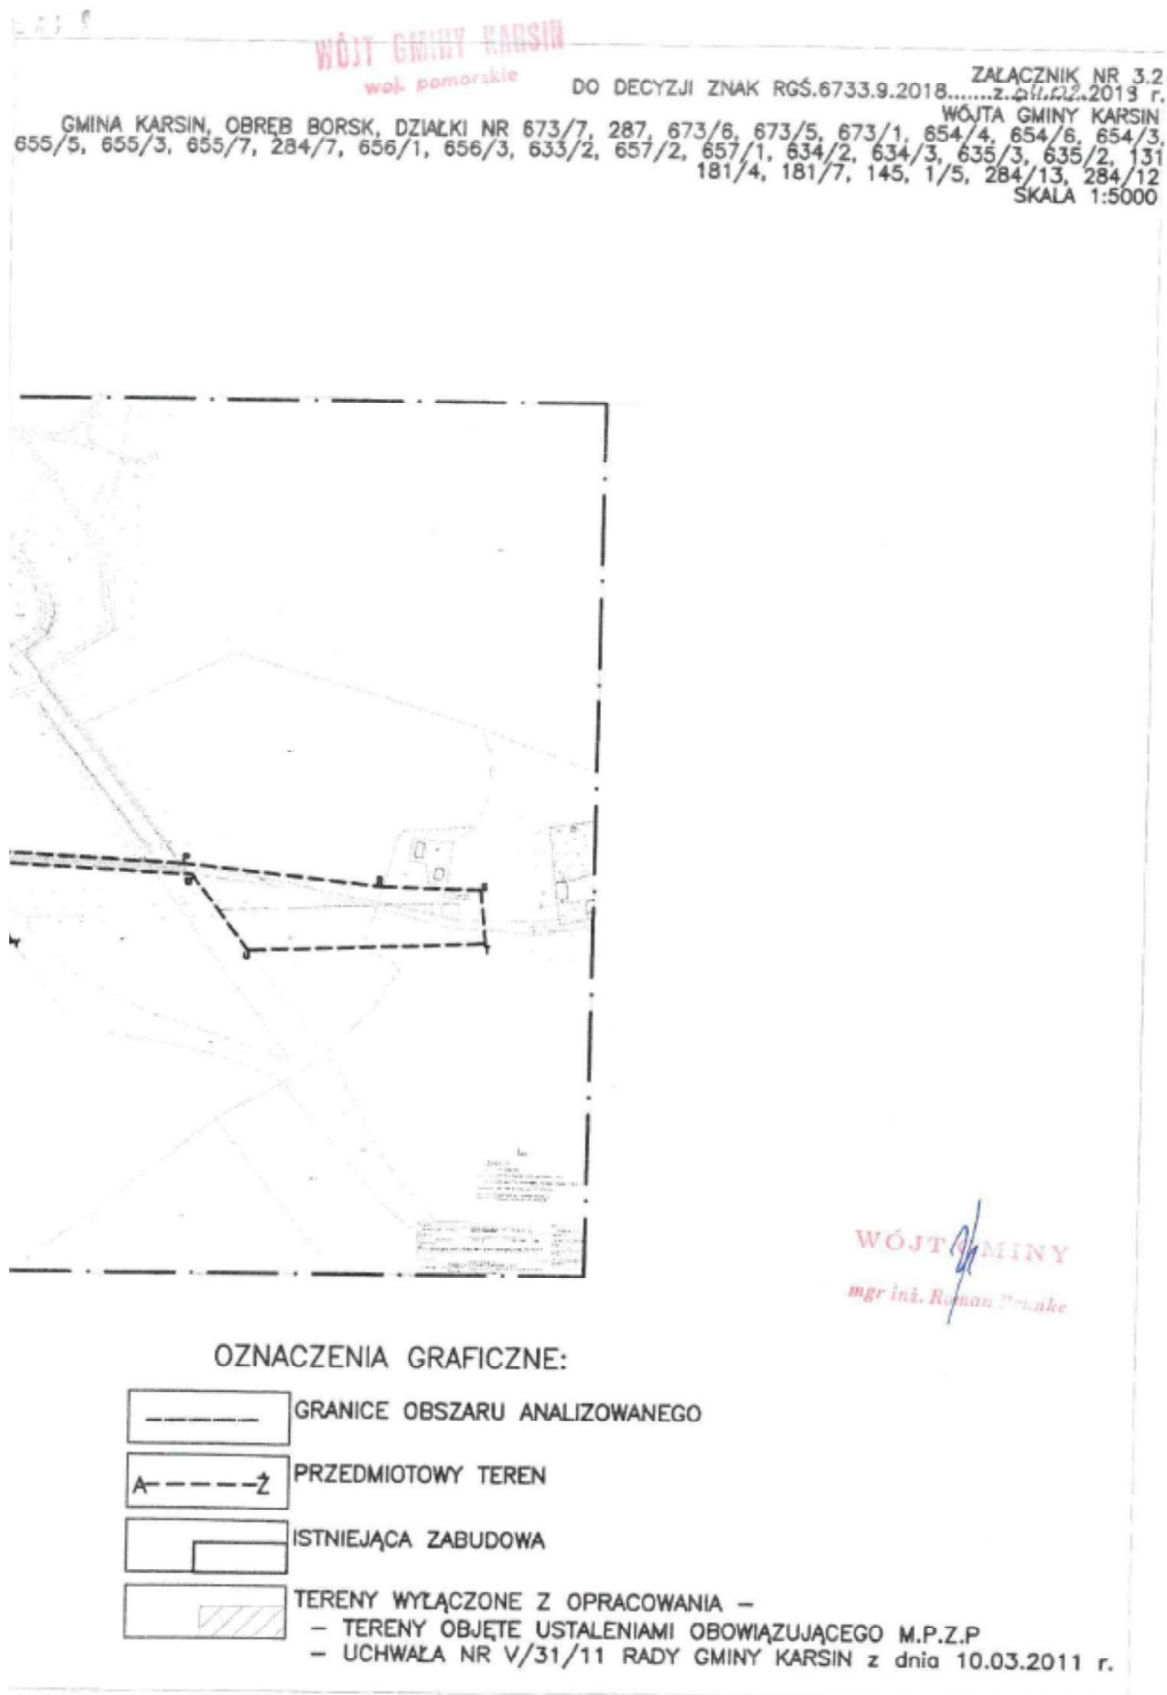 WÓJT GMINY KARSIN
woj. pomorskie
ZAŁĄCZNIK NR 3.2
DO DECYZJI ZNAK RGŚ.6733.9.2018.......z. 2019 r.
WÓJTA GMINY KARSIN
GMINA KARSIN, OBRĘB BORSK, DZIAŁKI NR 673/7, 287, 673/6, 673/5, 673/1, 654/4, 654/6, 654/3,
655/5, 655/3, 655/7, 284/7, 656/1, 656/3, 633/2, 657/2, 657/1, 634/2, 634/3, 635/3, 635/2, 131
181/4, 181/7, 145, 1/5, 284/13, 284/12
SKALA 1:5000
P
J
T
WÓJT GMINY
mgr inż. Roman
OZNACZENIA GRAFICZNE:
GRANICE OBSZARU ANALIZOWANEGO
A Ż PRZEDMIOTOWY TEREN
ISTNIEJĄCA ZABUDOWA
TERENY WYŁĄCZONE Z OPRACOWANIA –
– TERENY OBJĘTE USTALENIAMI OBOWIĄZUJĄCEGO M.P.Z.P
– UCHWAŁA NR V/31/11 RADY GMINY KARSIN z dnia 10.03.2011 r.